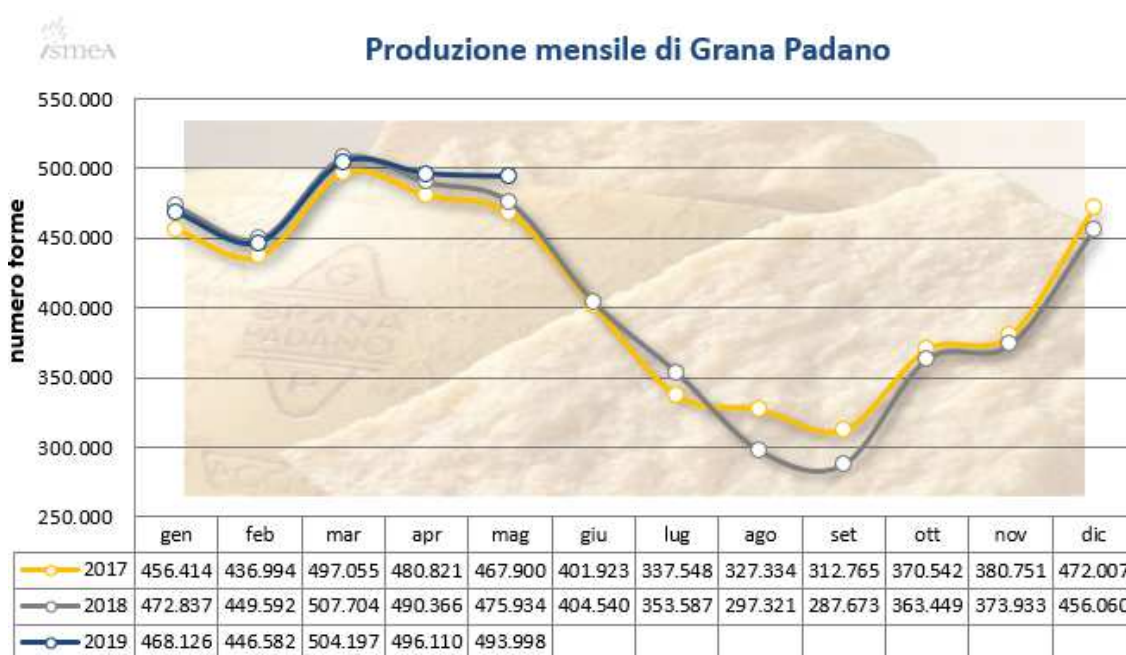 ismeA
Produzione mensile di Grana Padano
numero forme
550.000
500.000
450.000
400.000
350.000
300.000
250.000
gen feb mar apr mag giu lug ago set ott nov dic
2017 456.414 436.994 497.055 480.821 467.900 401.923 337.548 327.334 312.765 370.542 380.751 472.007
2018 472.837 449.592 507.704 490.366 475.934 404.540 353.587 297.321 287.673 363.449 373.933 456.060
2019 468.126 446.582 504.197 496.110 493.998
GRANA
PADANO